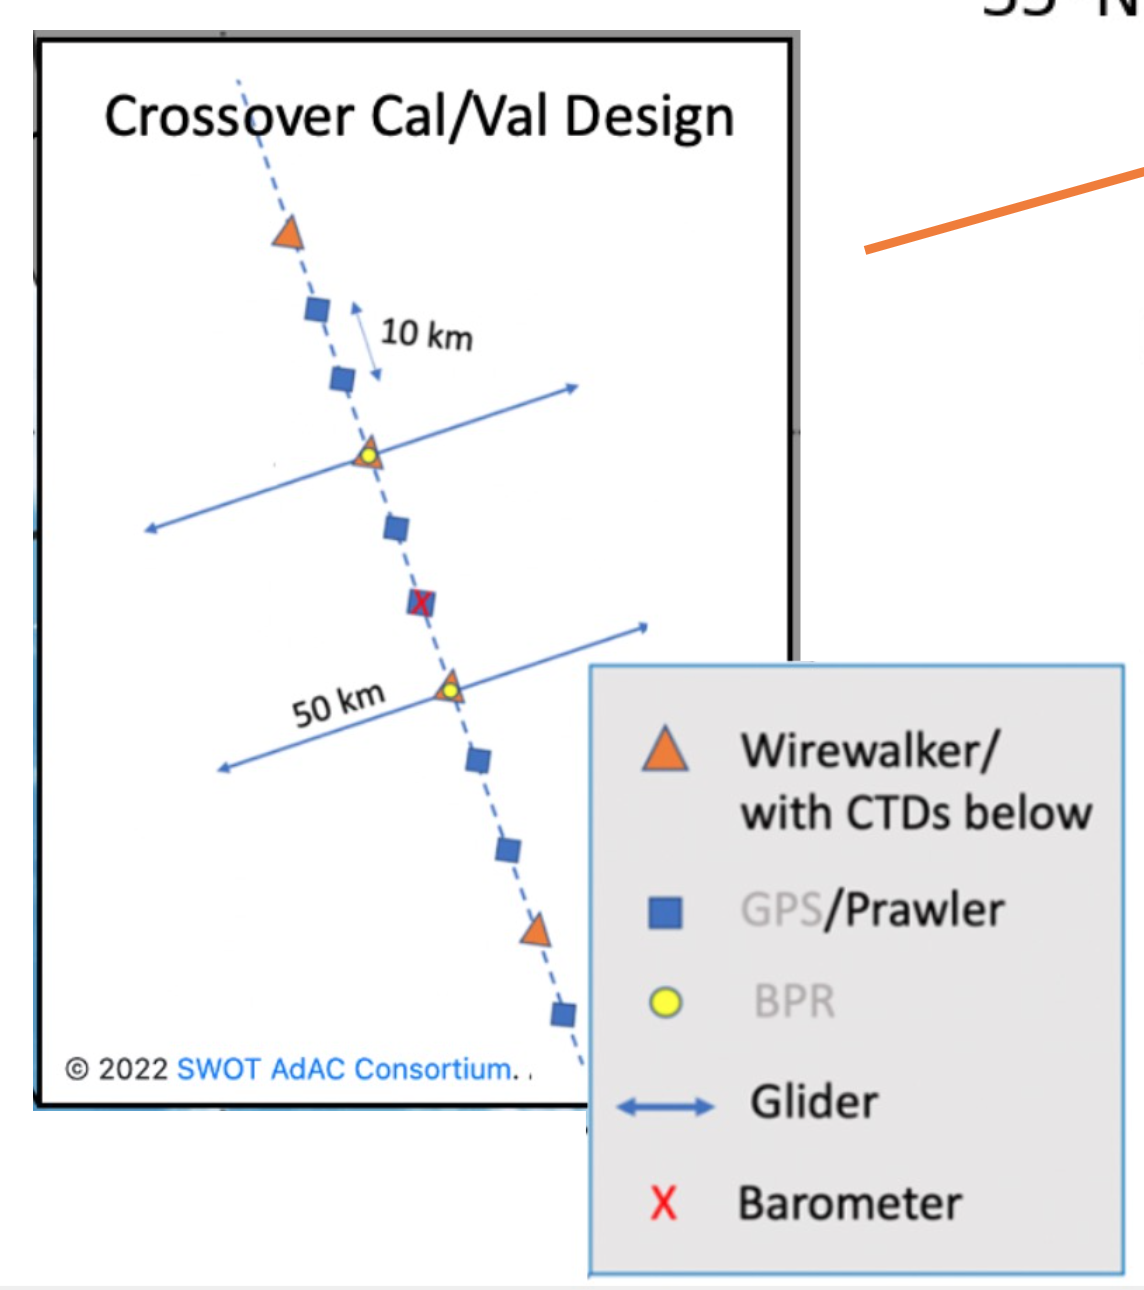 Crossover Cal/Val Design
10 km
50 km
Wirewalker/
with CTDs below
GPS/Prawler
BPR
Glider
X Barometer
© 2022 SWOT AdAC Consortium. .